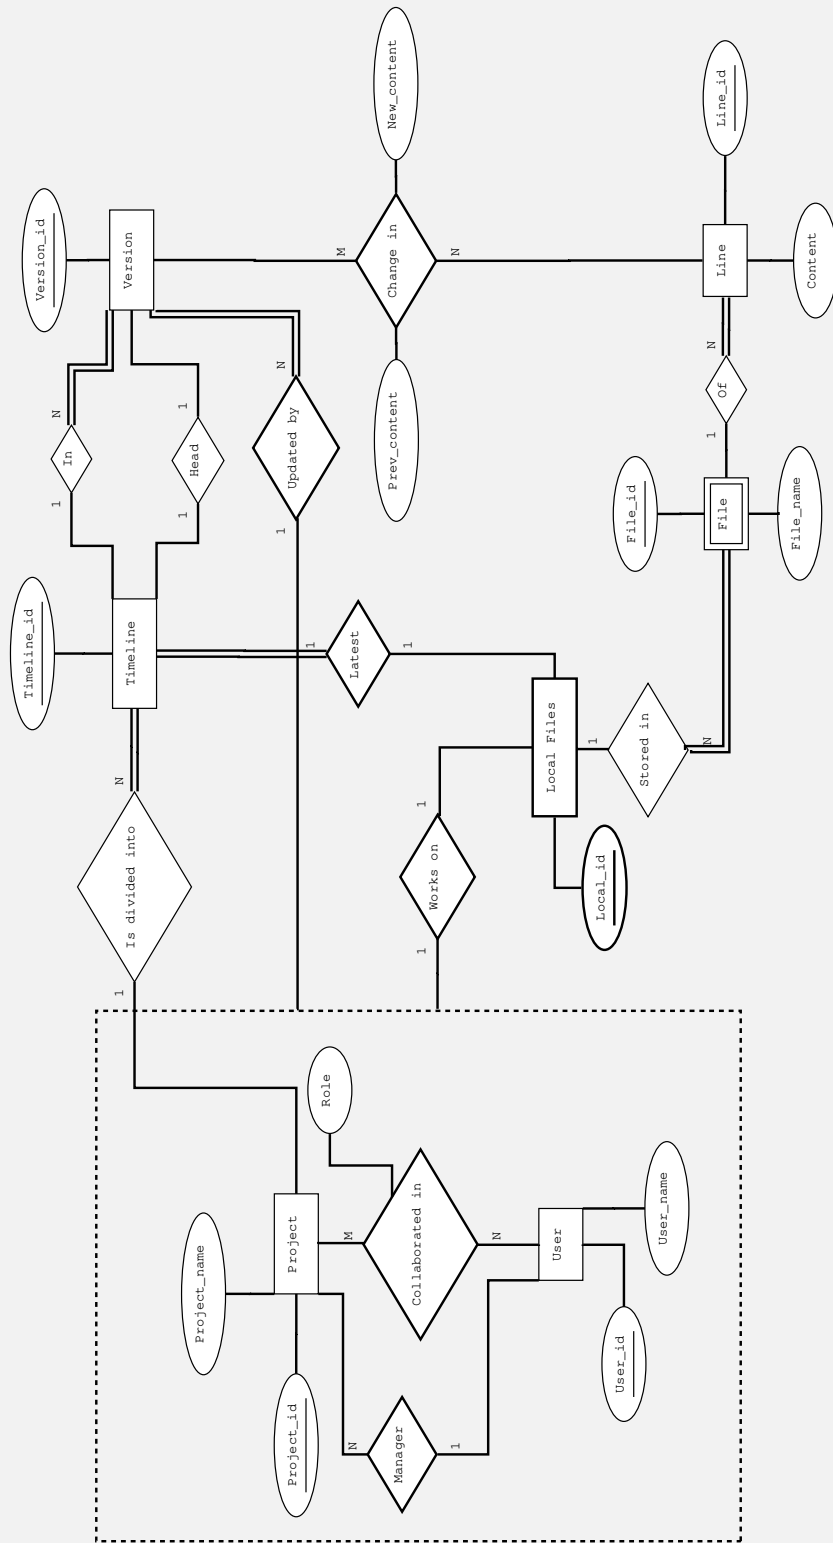 Timeline_id
Version_id
1
N
In
1
N
Is divided into
Timeline
Version
1
1
Project_name
Head
1
N
Project_id
Project
Updated by
1
Role
N
M
Latest
M
Manager
Prev_content
Change in
New_content
1
Collaborated in
1
1
Works on
1
N
N
User
Local Files
1
Local_id
User_id
File_id
Stored in
User_name
N
1
N
File
Of
Line
Line_id
File_name
Content